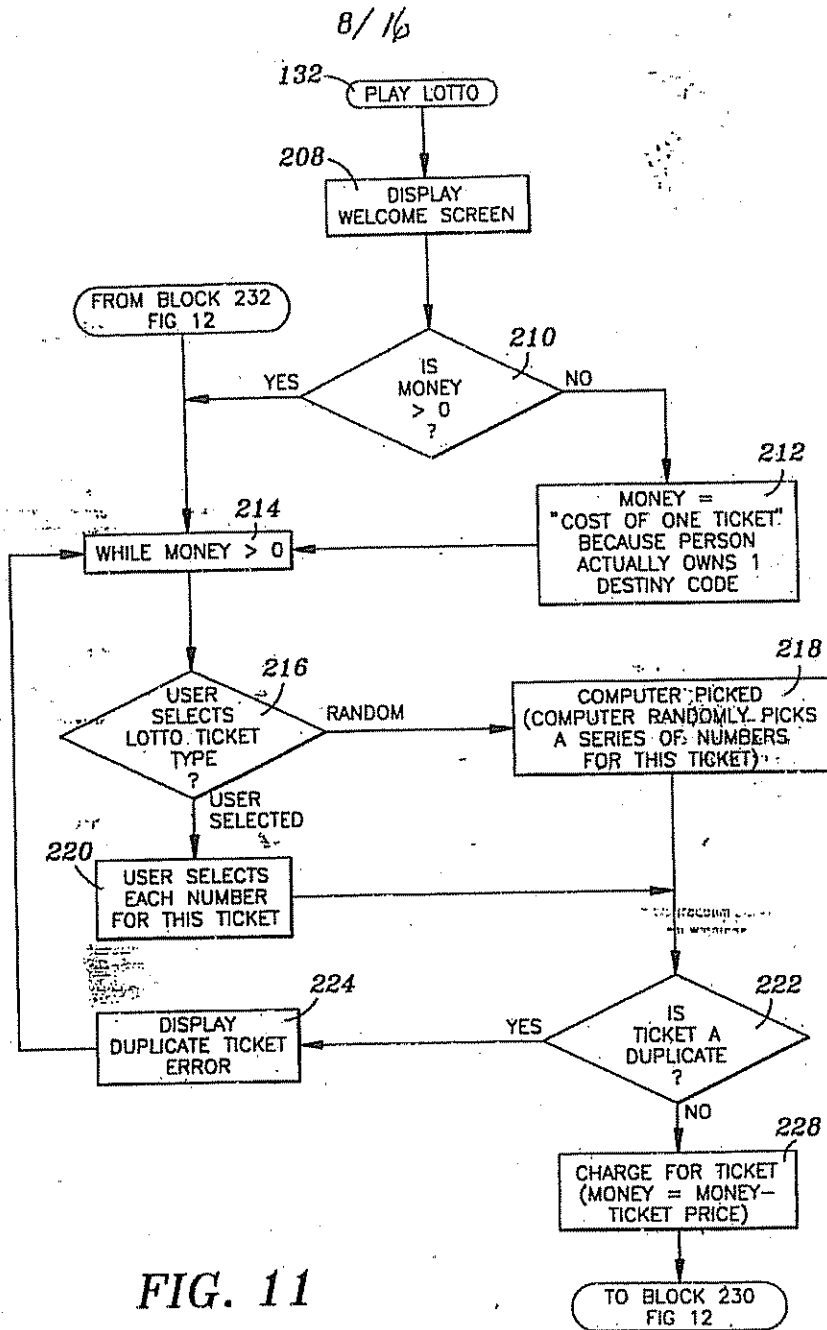 8/16
132
PLAY LOTTO
208
DISPLAY
WELCOME SCREEN
FROM BLOCK 232
FIG 12
210
IS
MONEY
> 0
?
YES
NO
212
MONEY =
"COST OF ONE TICKET"
BECAUSE PERSON
ACTUALLY OWNS 1
DESTINY CODE
214
WHILE MONEY > 0
216
USER
SELECTS
LOTTO TICKET
TYPE
?
RANDOM
USER
SELECTED
218
COMPUTER PICKED
(COMPUTER RANDOMLY PICKS
A SERIES OF NUMBERS
FOR THIS TICKET)
220
USER SELECTS
EACH NUMBER
FOR THIS TICKET
222
IS
TICKET A
DUPLICATE
?
YES
NO
224
DISPLAY
DUPLICATE TICKET
ERROR
228
CHARGE FOR TICKET
(MONEY = MONEY–
TICKET PRICE)
TO BLOCK 230
FIG 12
FIG. 11